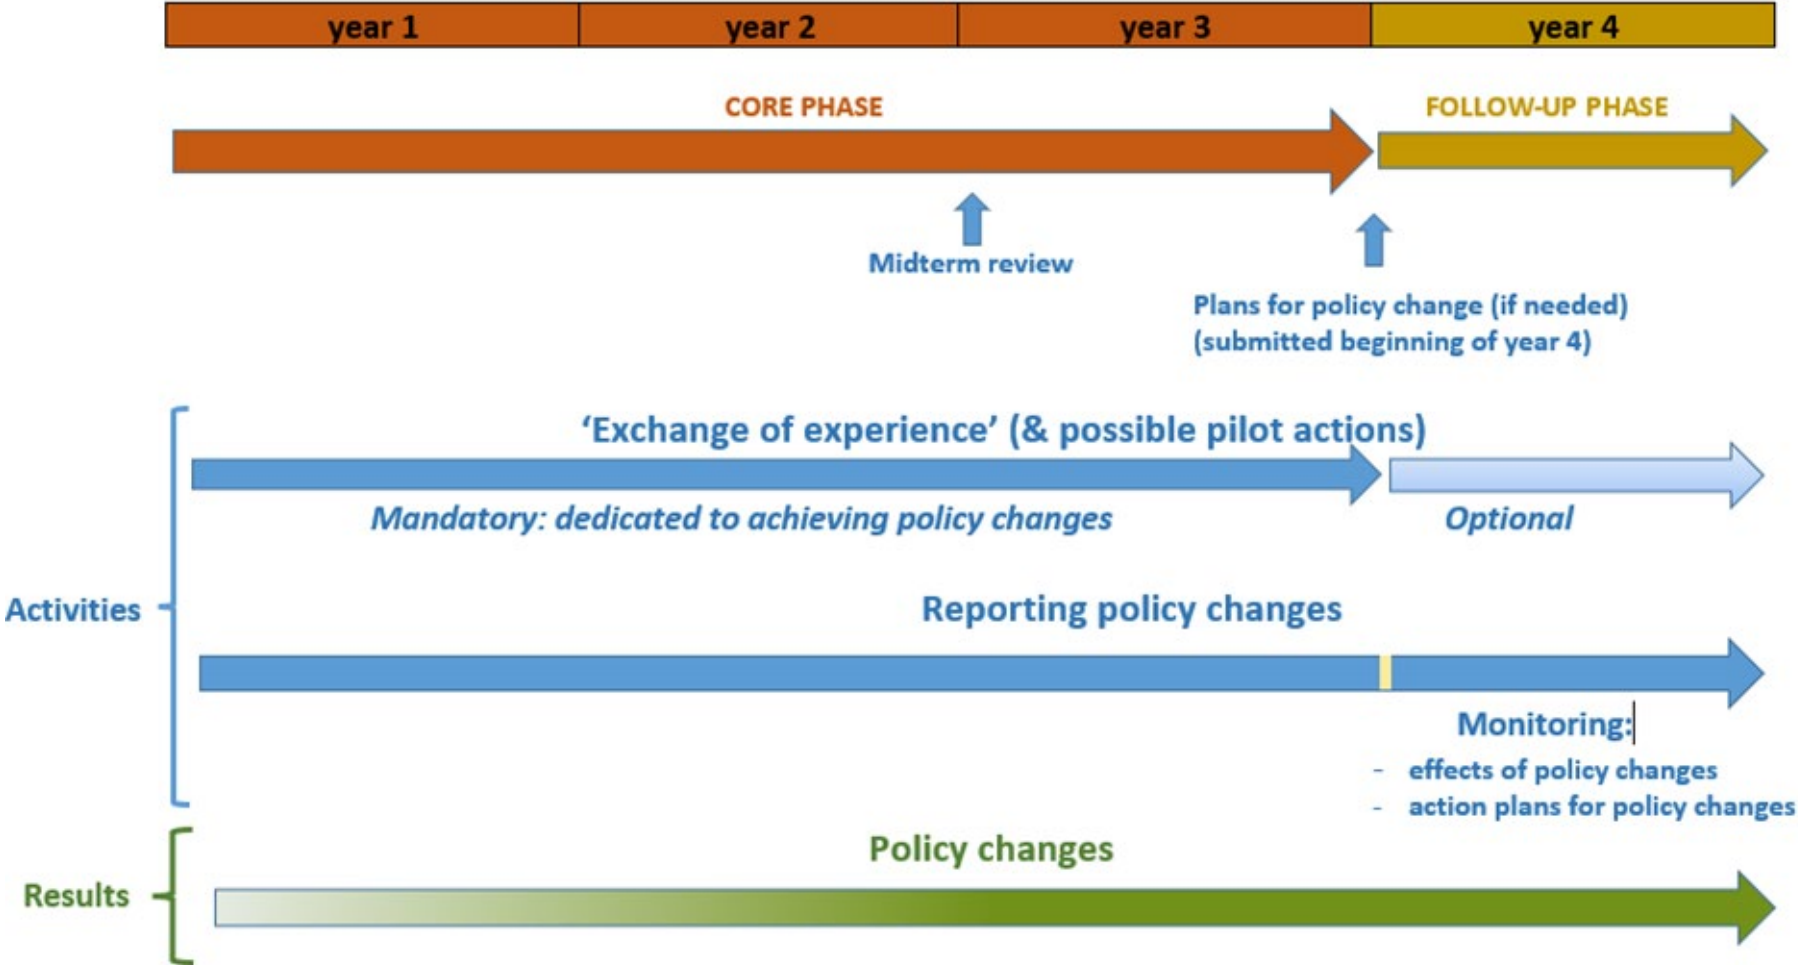 year 1
year 2
year 3
year 4
CORE PHASE
FOLLOW-UP PHASE
Midterm review
Plans for policy change (if needed)
(submitted beginning of year 4)
‘Exchange of experience’ (& possible pilot actions)
Mandatory: dedicated to achieving policy changes
Optional
Activities
Reporting policy changes
Monitoring:
- effects of policy changes
- action plans for policy changes
Policy changes
Results